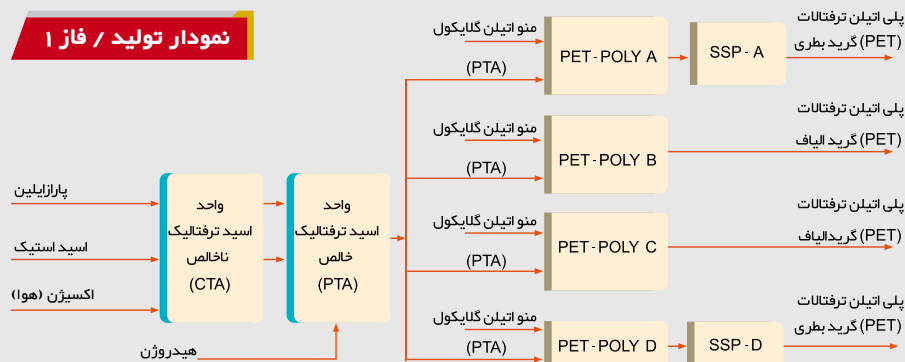 نمودار تولید / فاز ۱
پارازایلین
اسید استیک
اکسیژن (هوا)
واحد
اسید ترفتالیک
ناخالص
(CTA)
واحد
اسید ترفتالیک
خالص
(PTA)
هیدروژن
منو اتیلن گلایکول
(PTA)
PET-POLY A
SSP - A
پلی اتیلن ترفتالات
(PET) گرید بطری
منو اتیلن گلایکول
(PTA)
PET-POLY B
پلی اتیلن ترفتالات
(PET) گرید الیاف
منو اتیلن گلایکول
(PTA)
PET-POLY C
پلی اتیلن ترفتالات
(PET) گریدالیاف
منو اتیلن گلایکول
(PTA)
PET-POLY D
SSP - D
پلی اتیلن ترفتالات
(PET) گرید بطری